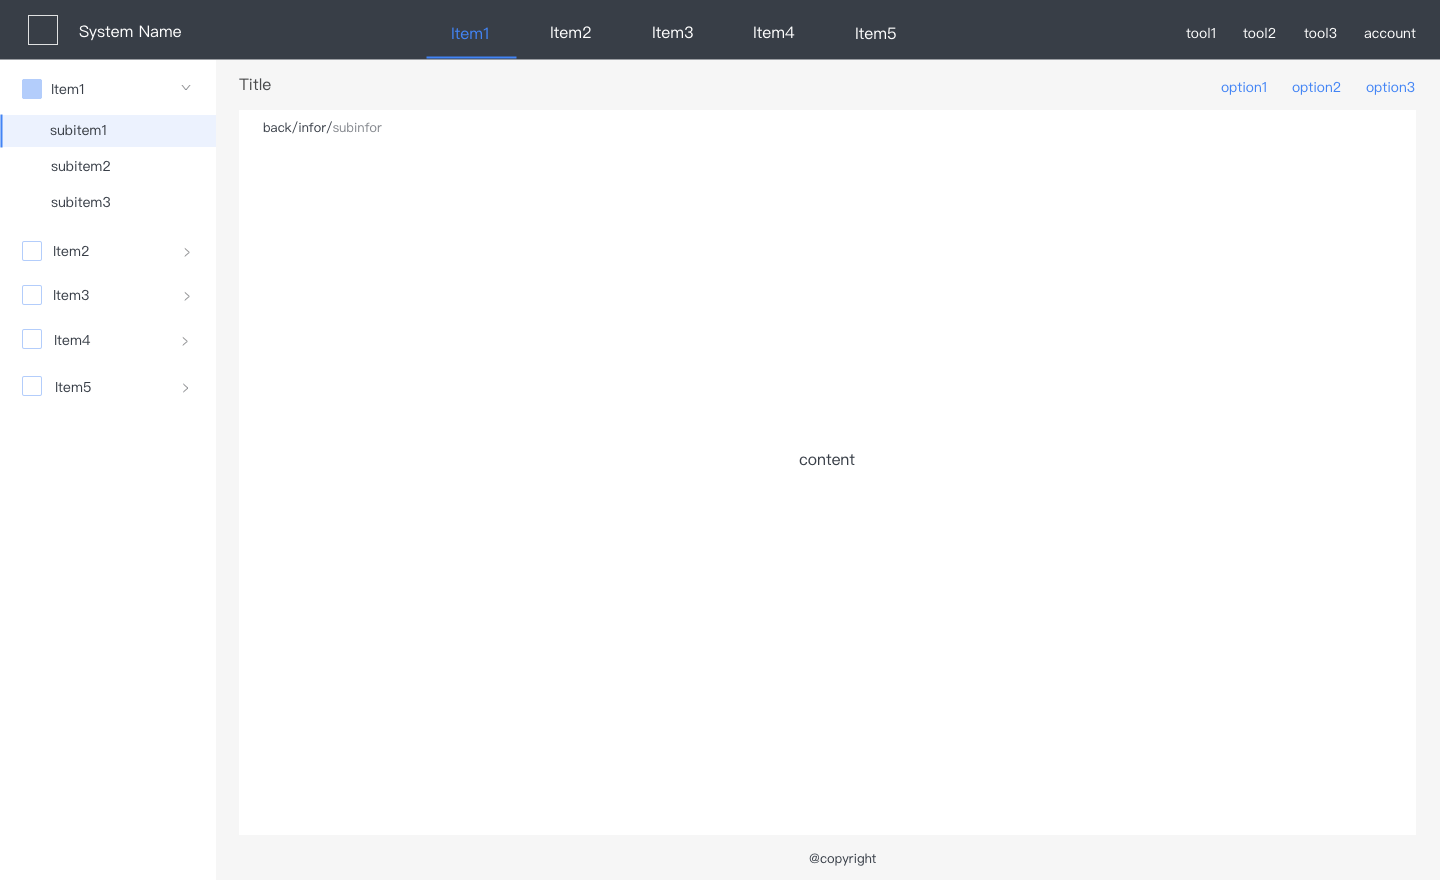 System Name
Item1 Item2 Item3 Item4 Item5
tool1 tool2 tool3 account
Item1
subitem1
subitem2
subitem3
Item2
Item3
Item4
Item5
Title
option1 option2 option3
back/infor/subinfor
content
@copyright